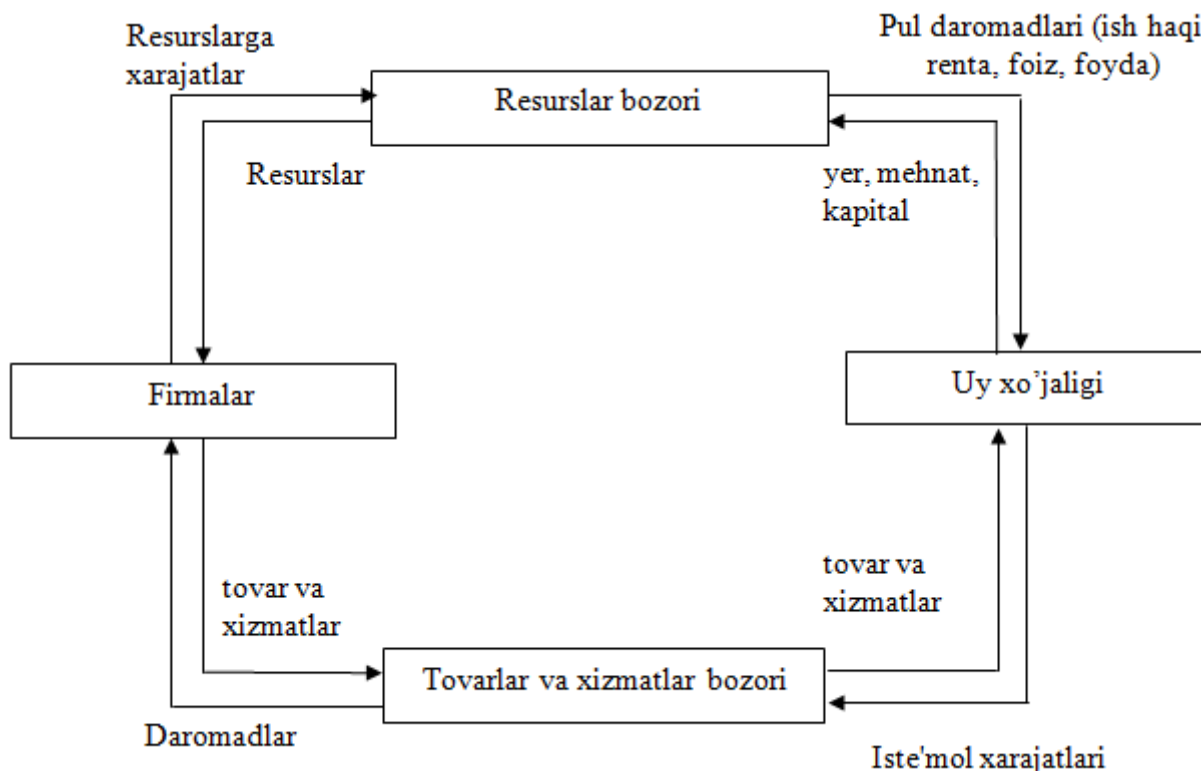 Resurslarga
xarajatlar
Pul daromadlari (ish haqi
renta, foiz, foyda)
Resurslar bozori
Resurslar
yer, mehnat,
kapital
Firmalar
Uy xo’jaligi
tovar va
xizmatlar
tovar va
xizmatlar
Tovarlar va xizmatlar bozori
Daromadlar
Iste'mol xarajatlari